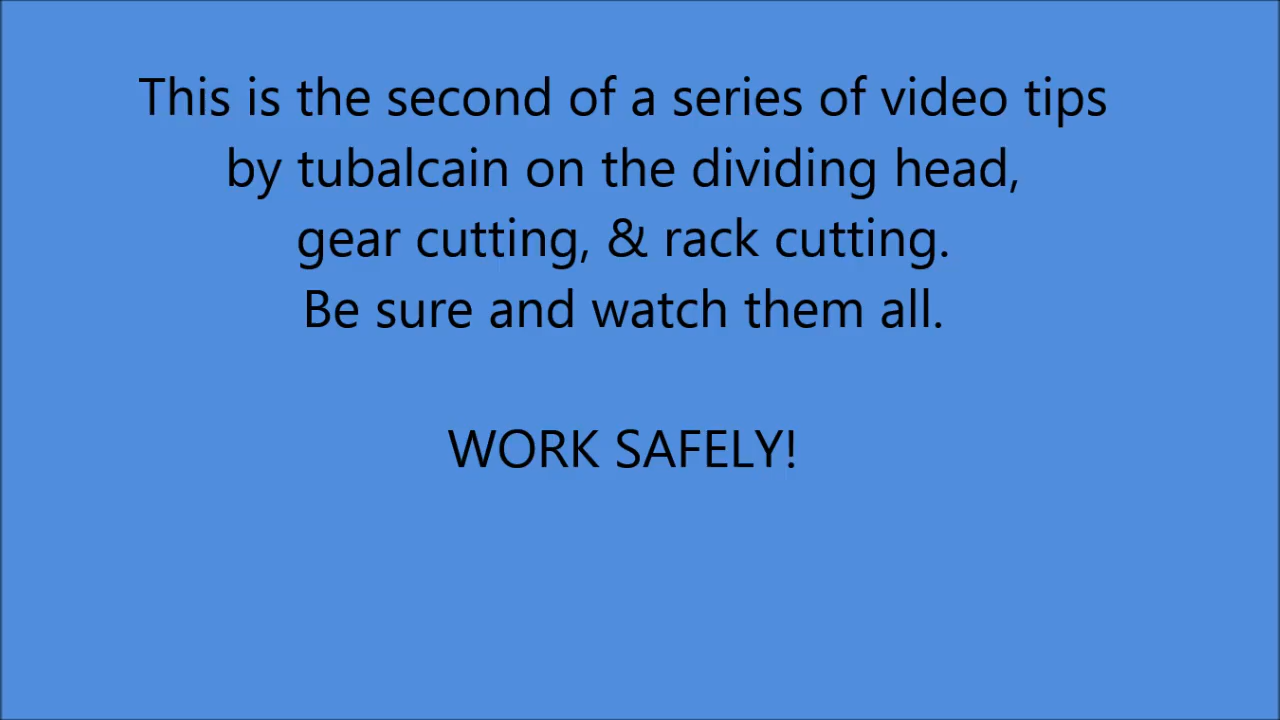 This is the second of a series of video tips
by tubalcain on the dividing head,
gear cutting, & rack cutting.
Be sure and watch them all.
WORK SAFELY!